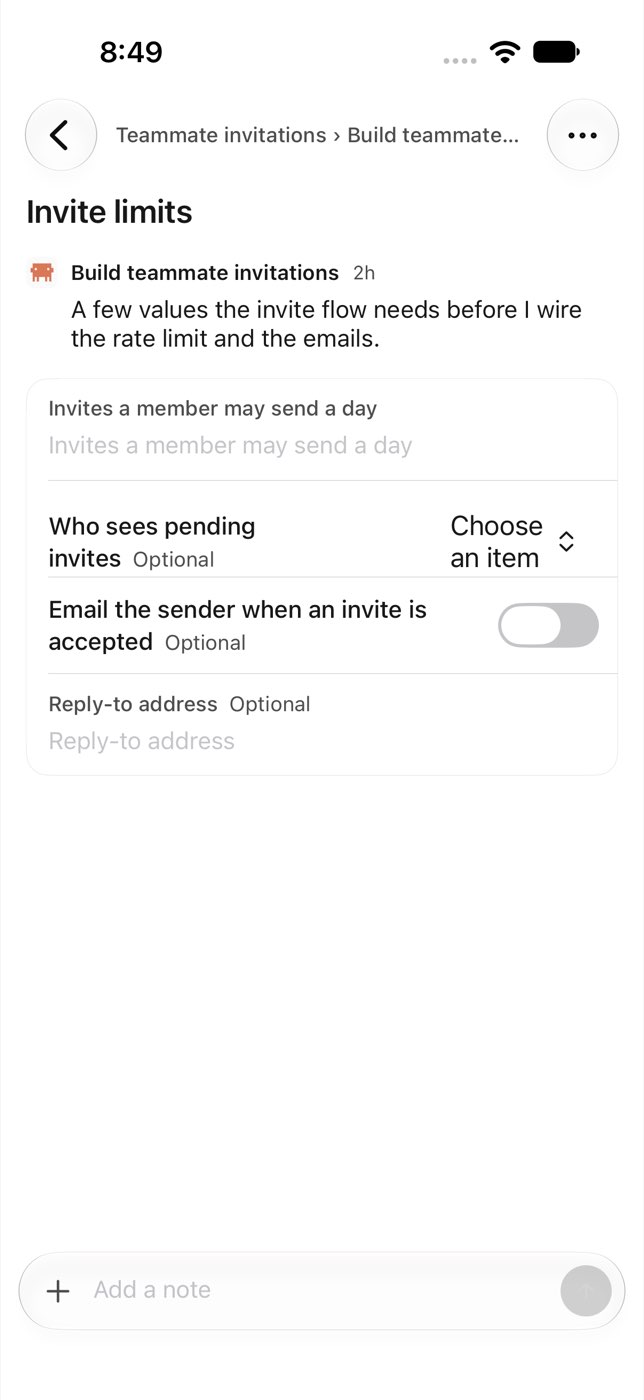 8:49
Teammate invitations › Build teammate...
Invite limits
Build teammate invitations 2h
A few values the invite flow needs before I wire
the rate limit and the emails.
Invites a member may send a day
Invites a member may send a day
Who sees pending
invites Optional
Choose
an item
Email the sender when an invite is
accepted Optional
Reply-to address Optional
Reply-to address
Add a note